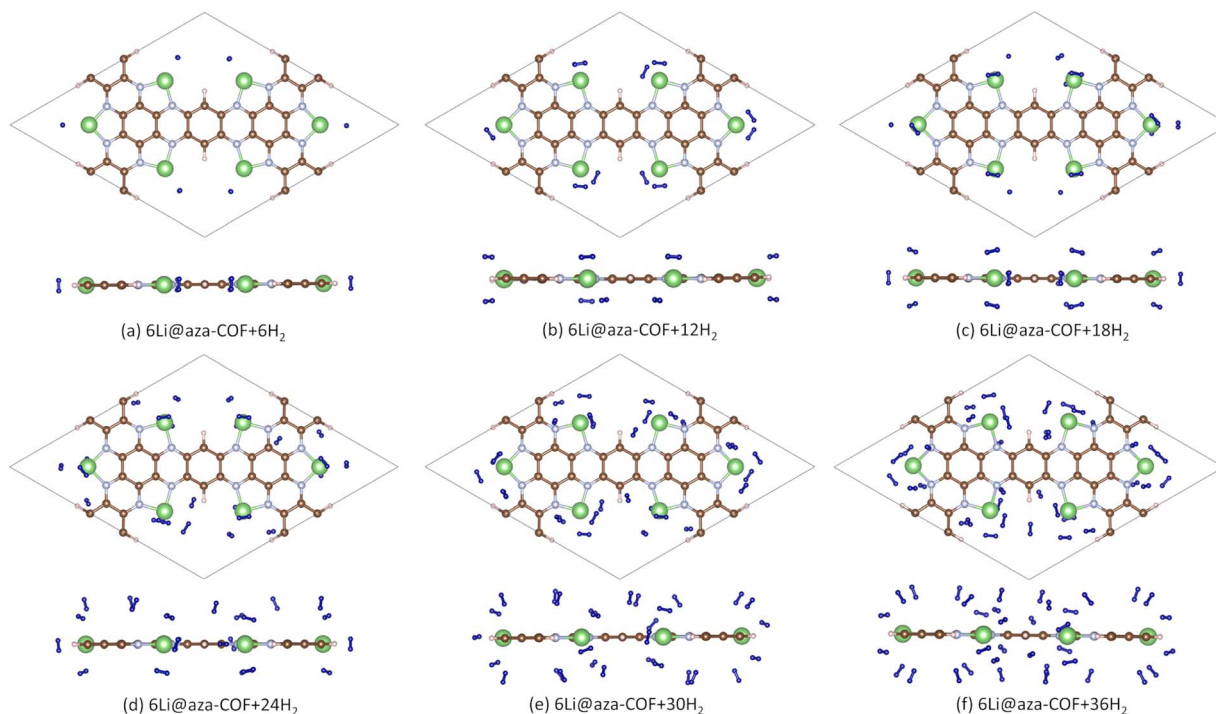 (a) 6Li@aza-COF+6H₂
(b) 6Li@aza-COF+12H₂
(c) 6Li@aza-COF+18H₂
(d) 6Li@aza-COF+24H₂
(e) 6Li@aza-COF+30H₂
(f) 6Li@aza-COF+36H₂